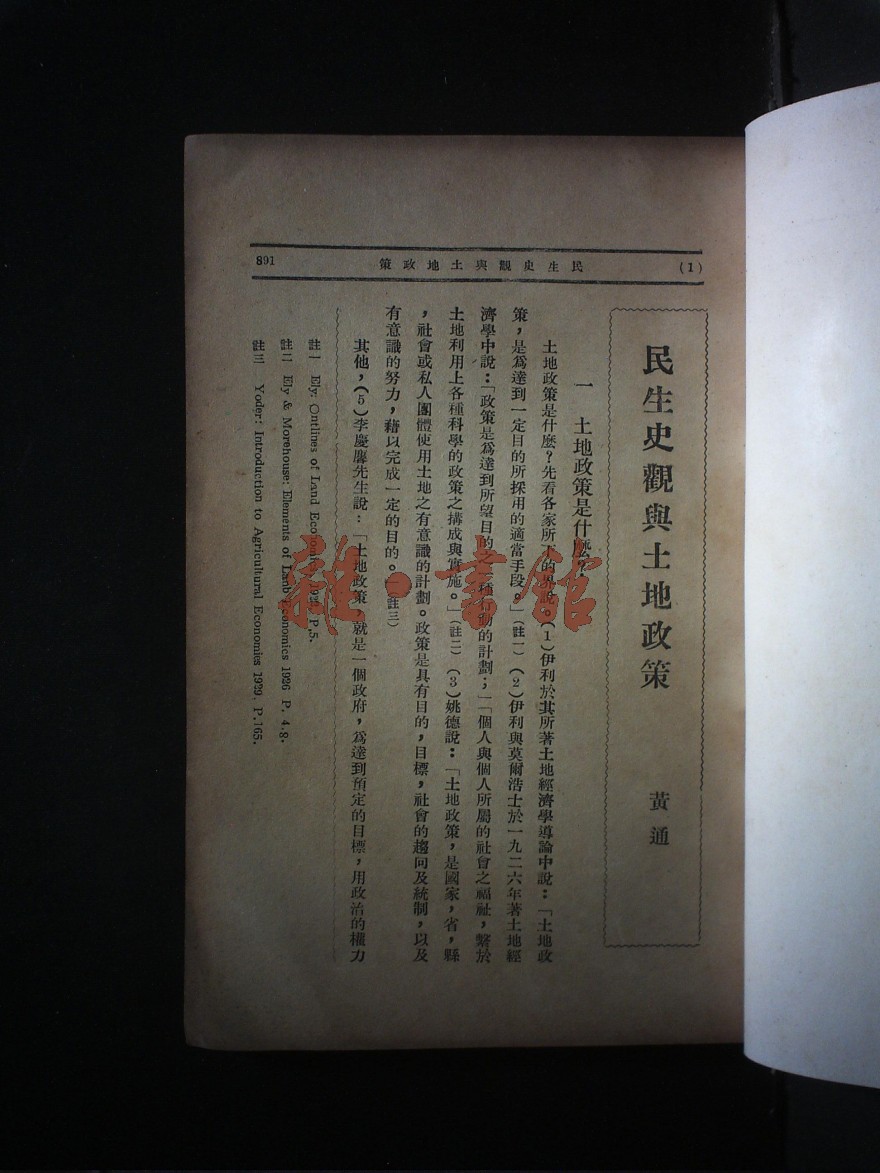 (1)
民生史觀與土地政策
891
民生史觀與土地政策
黃通
一 土地政策是什麼?
土地政策是什麼?先看各家所下的界說。(1)伊利於其所著土地經濟學導論中說:「土地政
策,是爲達到一定目的所採用的適當手段。」(註一)(2)伊利與莫爾浩士於一九二六年著土地經
濟學中說:「政策是爲達到所望目的之一種行動的計劃;」「個人與個人所屬的社會之福祉,繫於
土地利用上各種科學的政策之搆成與實施。」(註二)(3)姚德說:「土地政策,是國家,省,縣
,社會或私人團體使用土地之有意識的計劃。政策是具有目的,目標,社會的趨向及統制,以及
有意識的努力,藉以完成一定的目的。(註三)
其他,(5)李慶麐先生說:「土地政策 就是一個政府,爲達到預定的目標,用政治的權力
註一 Ely: Ontlines of Land P.5.
註二 Ely & Morehouse: Elements of Lanb Economics 1926 P. 4.8.
註三 Yoder: Introduction to Agricultural Economics 1929. P.165.
雜·書館